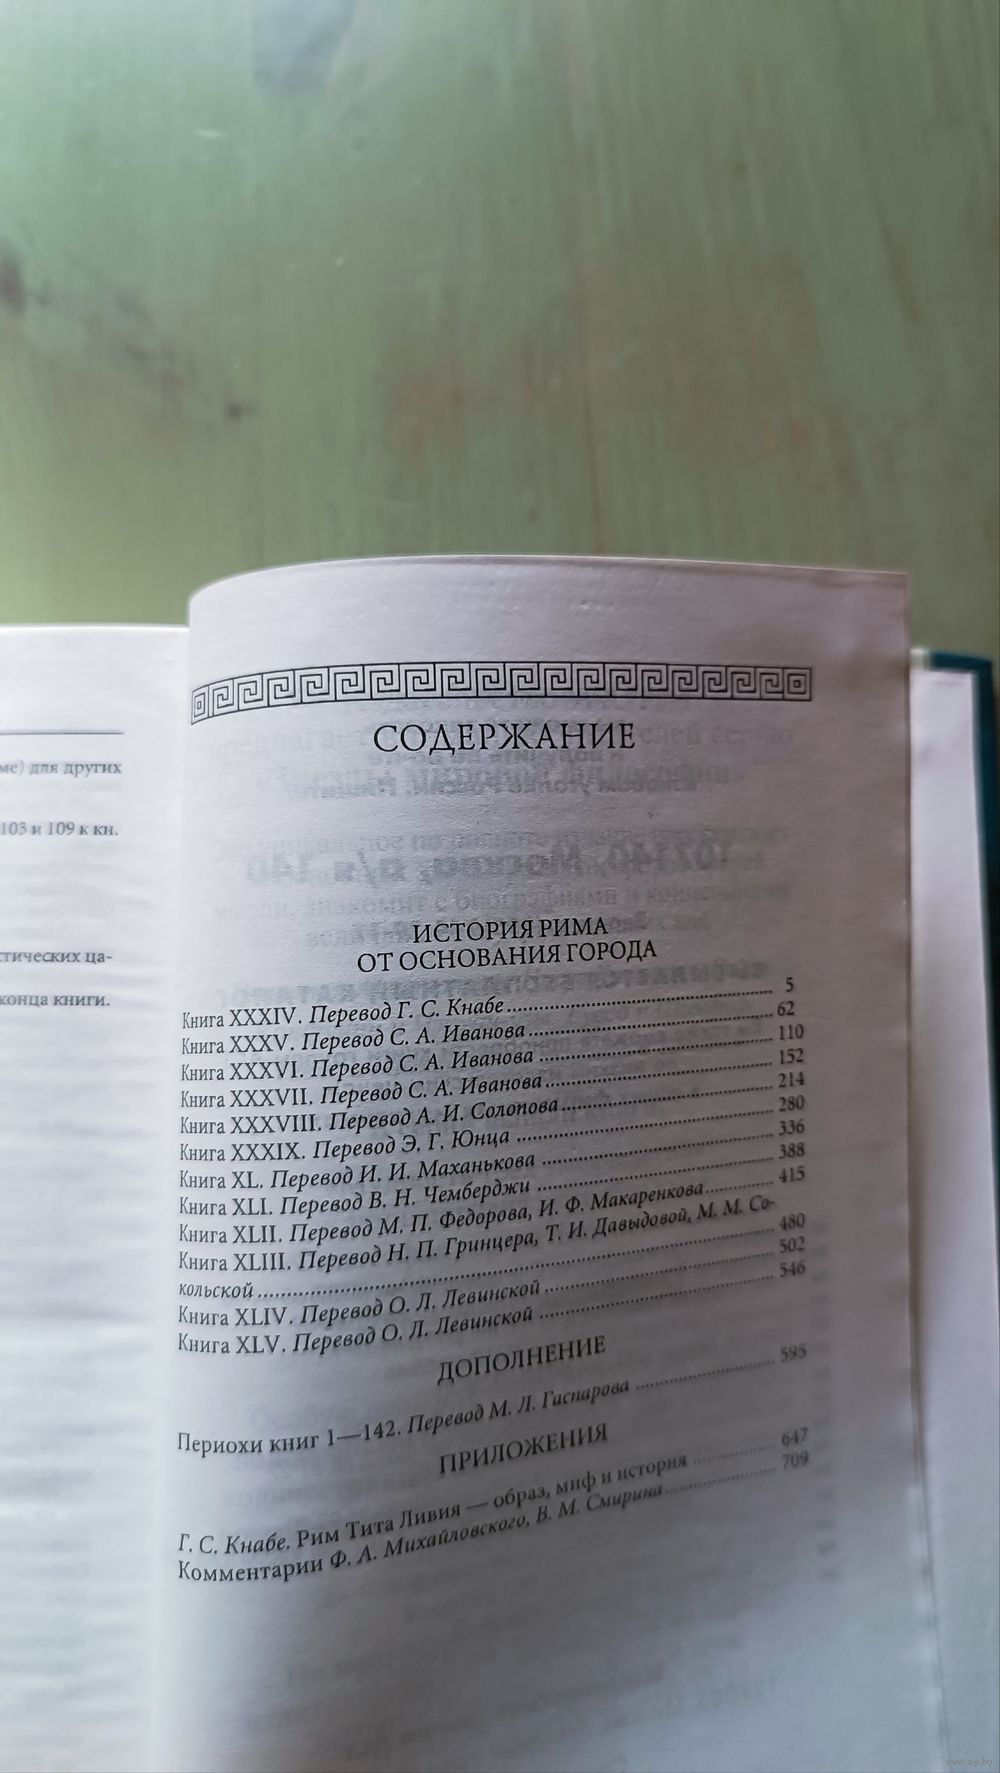 ме) для других
103 и 109 к кн.
стических ца-
конца книги.
СОДЕРЖАНИЕ
ИСТОРИЯ РИМА
ОТ ОСНОВАНИЯ ГОРОДА
Книга XXXIV. Перевод Г. С. Кнабе 5
Книга XXXV. Перевод С. А. Иванова 62
Книга XXXVI. Перевод С. А. Иванова 110
Книга XXXVII. Перевод С. А. Иванова 152
Книга XXXVIII. Перевод А. И. Солопова 214
Книга XXXIX. Перевод Э. Г. Юнца 280
Книга XL. Перевод И. И. Маханькова 336
Книга XLI. Перевод В. Н. Чемберджи 388
Книга XLII. Перевод М. П. Федорова, И. Ф. Макаренкова 415
Книга XLIII. Перевод Н. П. Гринцера, Т. И. Давыдовой, М. М. Со-
кольской 480
Книга XLIV. Перевод О. Л. Левинской 502
Книга XLV. Перевод О. Л. Левинской 546
ДОПОЛНЕНИЕ
Периохи книг 1—142. Перевод М. Л. Гаспарова 595
ПРИЛОЖЕНИЯ
Г. С. Кнабе. Рим Тита Ливия — образ, миф и история 647
Комментарии Ф. А. Михайловского, В. М. Смирина 709
www.ay.by